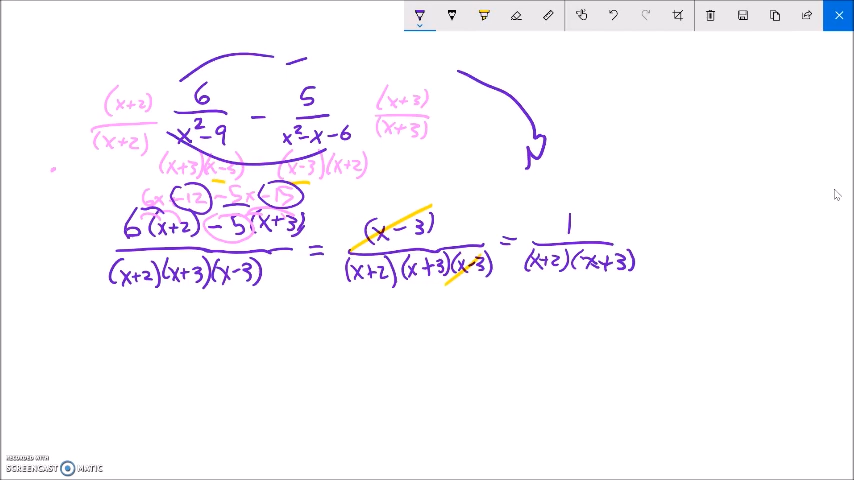 (x+2)/(x+2) 6/(x²-9) - 5/(x²-x-6) (x+3)/(x+3)
(x+3)(x-3) (x-3)(x+2)
6x+12 -5x-15
6(x+2) -5(x+3)/(x+2)(x+3)(x-3) = (x-3)/(x+2)(x+3)(x-3) = 1/(x+2)(x+3)
RECORDED WITH
SCREENCAST MATIC